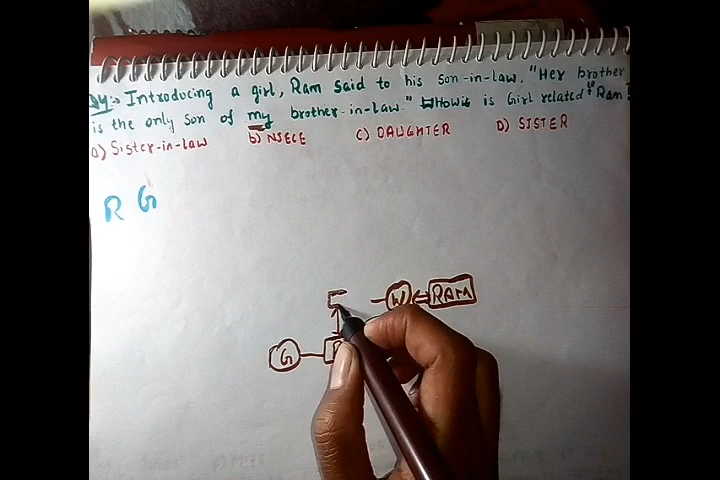 Q4:→ Introducing a girl, Ram said to his son-in-law, "Her brother
is the only son of my brother-in-law." How is Girl related to Ram?
a) Sister-in-law b) NIECE C) DAUGHTER D) SISTER
R G
W RAM
G